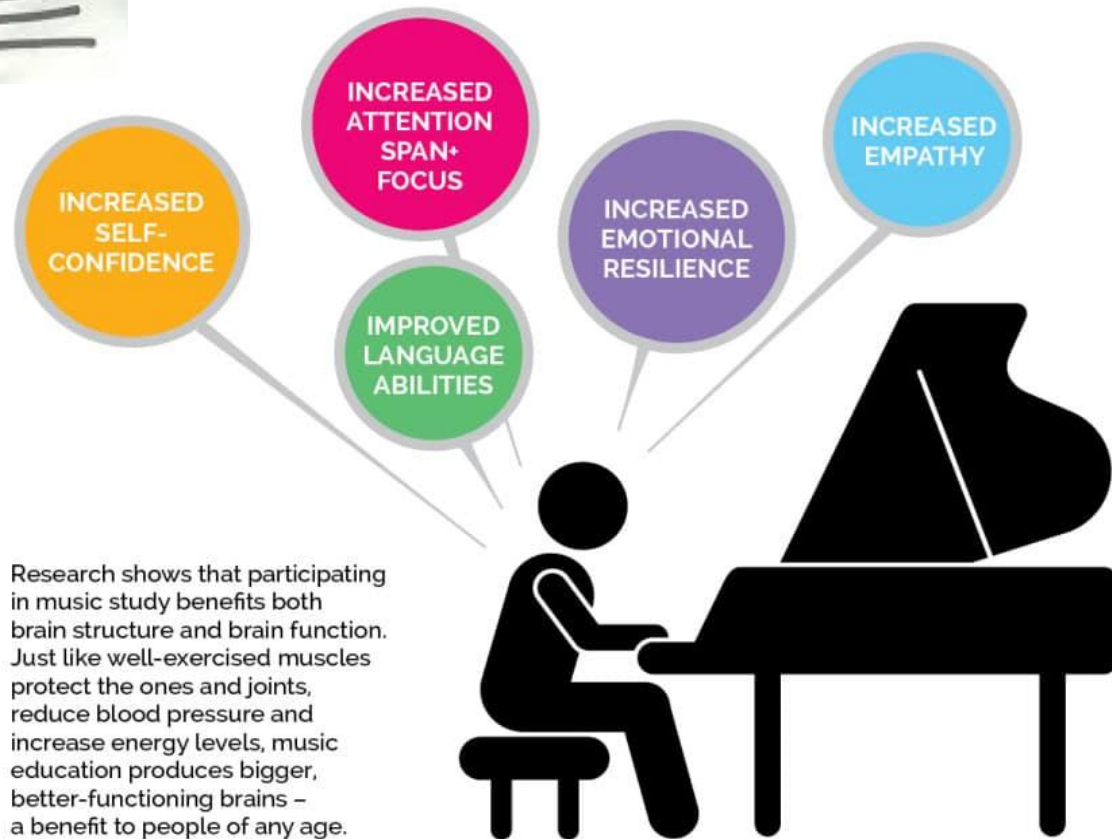 INCREASED
SELF-
CONFIDENCE
INCREASED
ATTENTION
SPAN+
FOCUS
IMPROVED
LANGUAGE
ABILITIES
INCREASED
EMOTIONAL
RESILIENCE
INCREASED
EMPATHY
Research shows that participating
in music study benefits both
brain structure and brain function.
Just like well-exercised muscles
protect the ones and joints,
reduce blood pressure and
increase energy levels, music
education produces bigger,
better-functioning brains –
a benefit to people of any age.